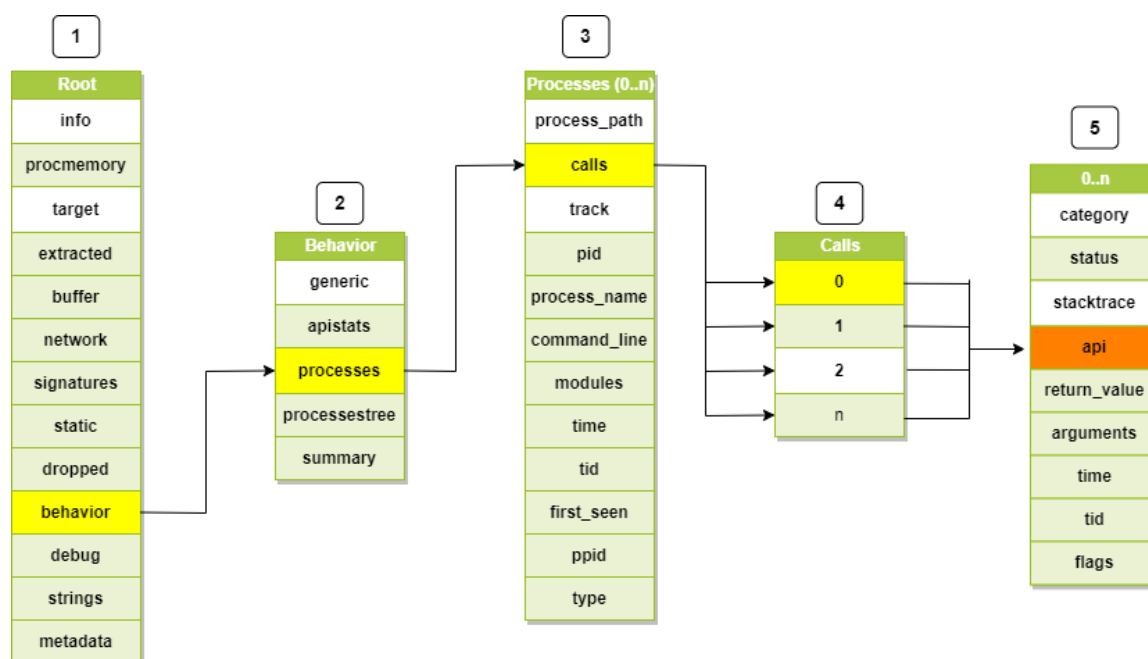 1
Root
info
procmemory
target
extracted
buffer
network
signatures
static
dropped
behavior
debug
strings
metadata
2
Behavior
generic
apistats
processes
processestree
summary
3
Processes (0..n)
process_path
calls
track
pid
process_name
command_line
modules
time
tid
first_seen
ppid
type
4
Calls
0
1
2
n
5
0..n
category
status
stacktrace
api
return_value
arguments
time
tid
flags